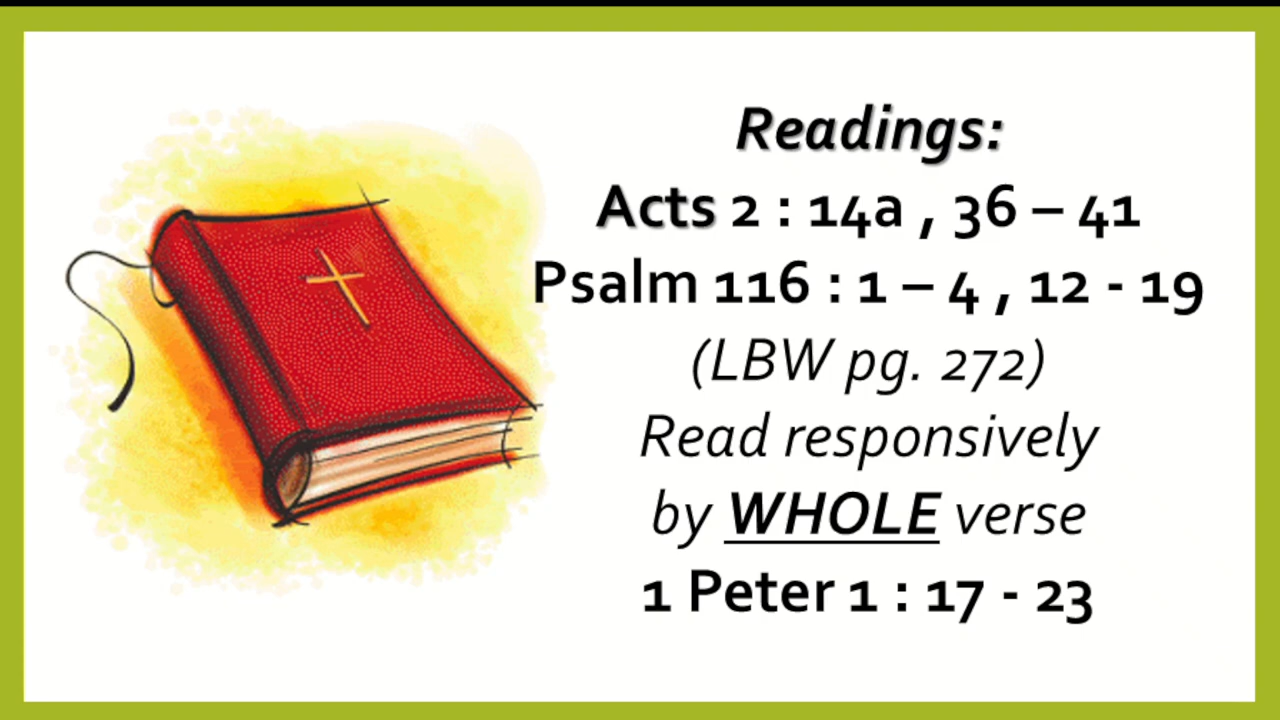 Readings:
Acts 2 : 14a , 36 – 41
Psalm 116 : 1 – 4 , 12 - 19
(LBW pg. 272)
Read responsively
by WHOLE verse
1 Peter 1 : 17 - 23